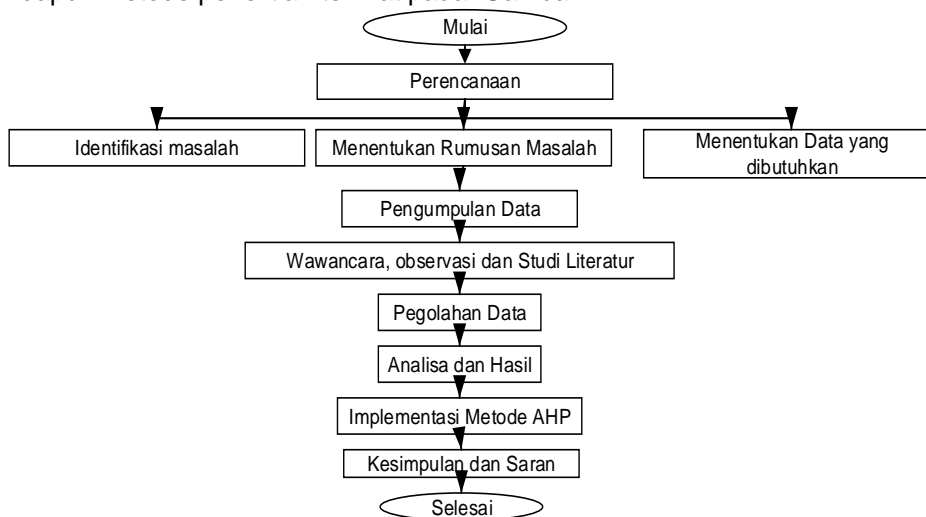 Mulai
Perencanaan
Identifikasi masalah
Menentukan Rumusan Masalah
Menentukan Data yang
dibutuhkan
Pengumpulan Data
Wawancara, observasi dan Studi Literatur
Pegolahan Data
Analisa dan Hasil
Implementasi Metode AHP
Kesimpulan dan Saran
Selesai